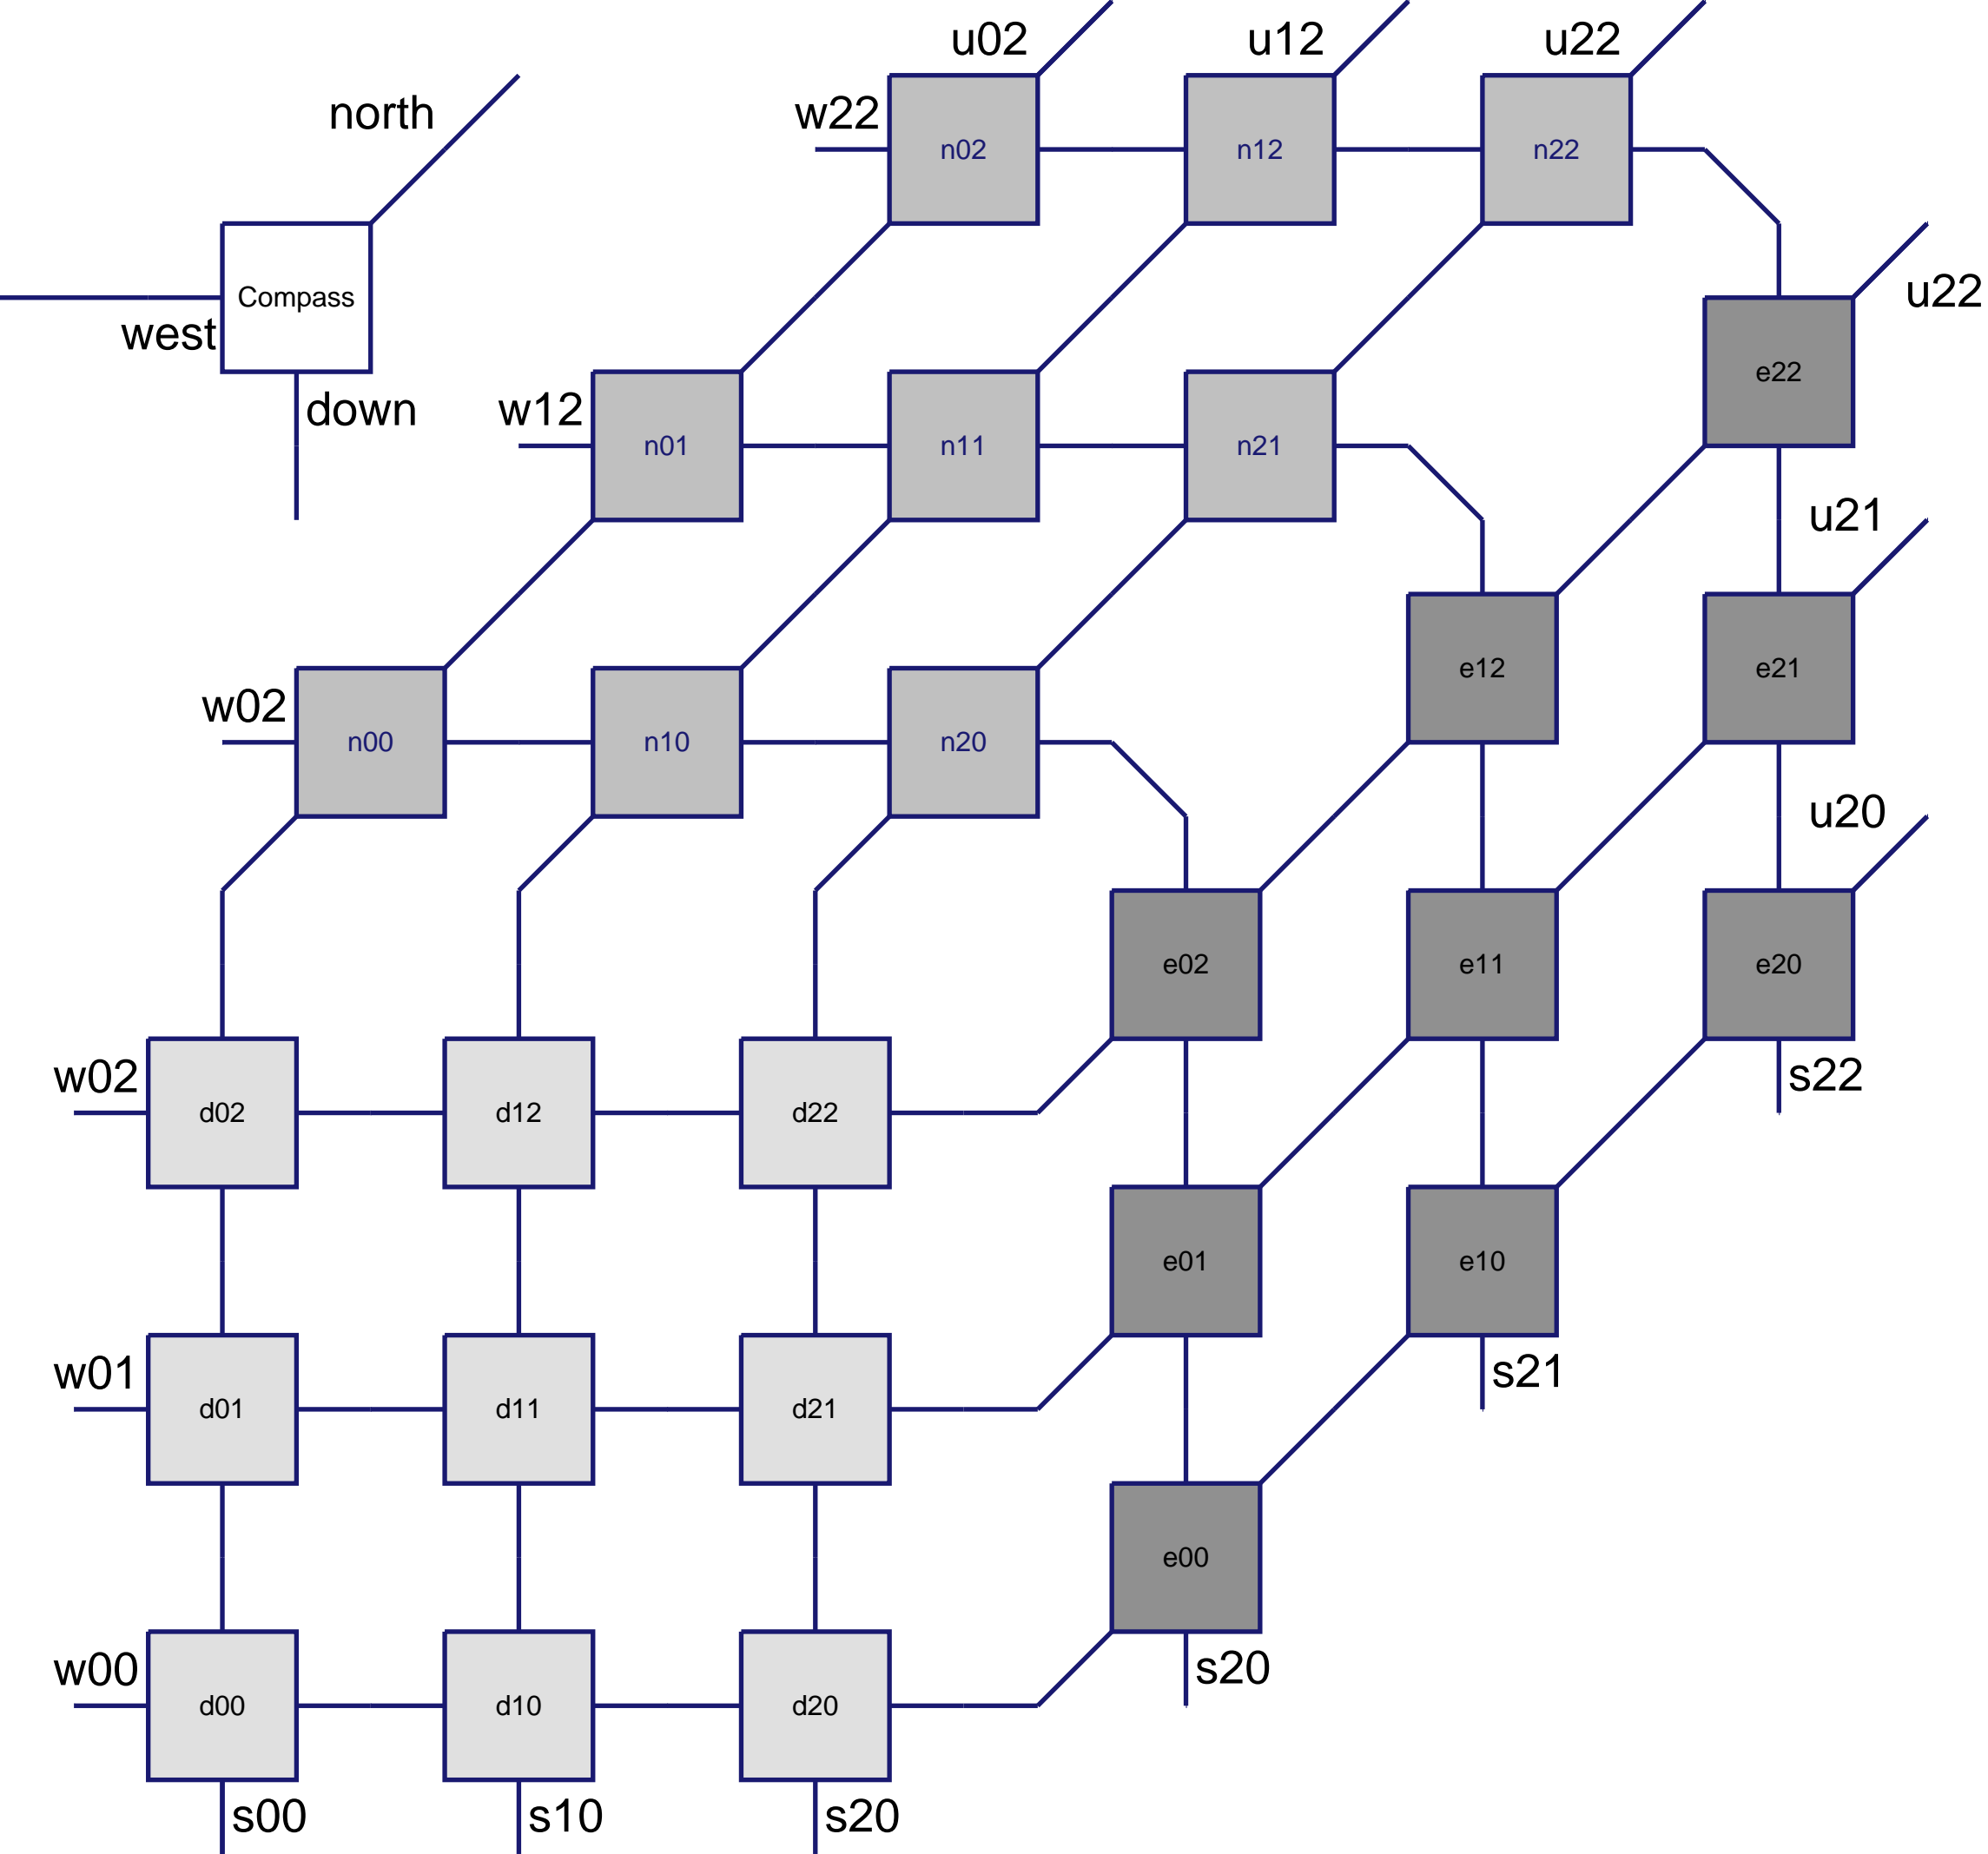 u02 u12 u22
north w22 n02 n12 n22
Compass u22
west e22
down w12 n01 n11 n21
u21
e12 e21
w02 n00 n10 n20
u20
e02 e11 e20
w02 d02 d12 d22 s22
e01 e10
w01 d01 d11 d21 s21
e00
w00 d00 d10 d20 s20
s00 s10 s20